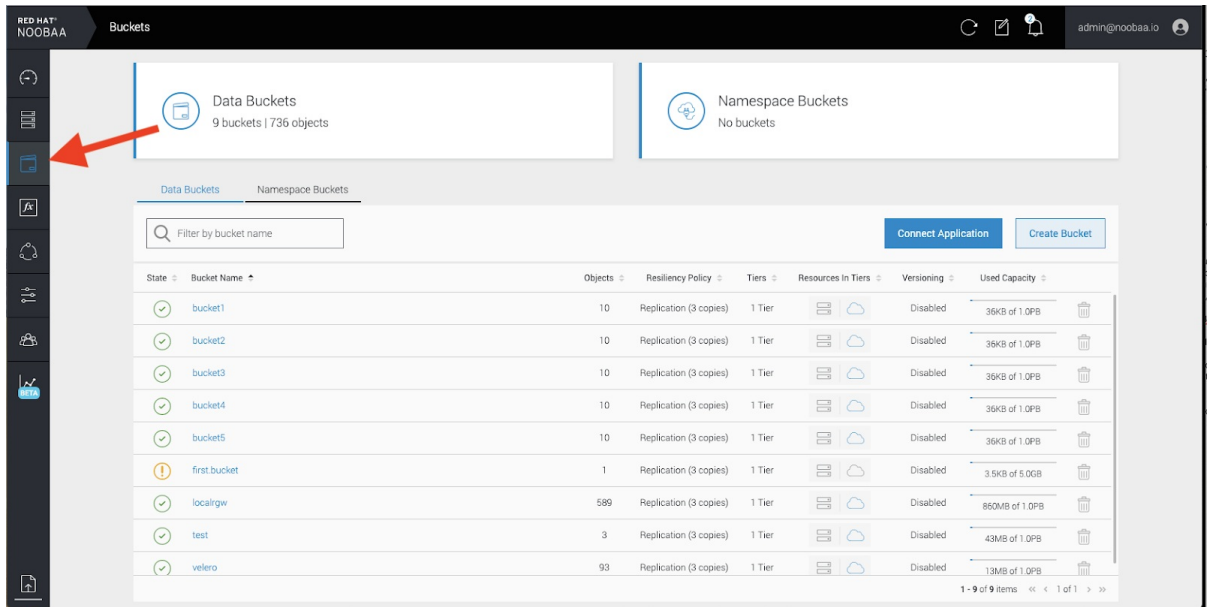 RED HAT®
NOOBAA
Buckets
2
admin@noobaa.io
Data Buckets
9 buckets | 736 objects
Namespace Buckets
No buckets
Data Buckets Namespace Buckets
Filter by bucket name
Connect Application
Create Bucket
State Bucket Name Objects Resiliency Policy Tiers Resources In Tiers Versioning Used Capacity
bucket1 10 Replication (3 copies) 1 Tier Disabled 36KB of 1.0PB
bucket2 10 Replication (3 copies) 1 Tier Disabled 36KB of 1.0PB
bucket3 10 Replication (3 copies) 1 Tier Disabled 36KB of 1.0PB
bucket4 10 Replication (3 copies) 1 Tier Disabled 36KB of 1.0PB
bucket5 10 Replication (3 copies) 1 Tier Disabled 36KB of 1.0PB
first.bucket 1 Replication (3 copies) 1 Tier Disabled 3.5KB of 5.0GB
localrgw 589 Replication (3 copies) 1 Tier Disabled 860MB of 1.0PB
test 3 Replication (3 copies) 1 Tier Disabled 43MB of 1.0PB
velero 93 Replication (3 copies) 1 Tier Disabled 13MB of 1.0PB
fx
BETA
1 - 9 of 9 items « < 1 of 1 > »